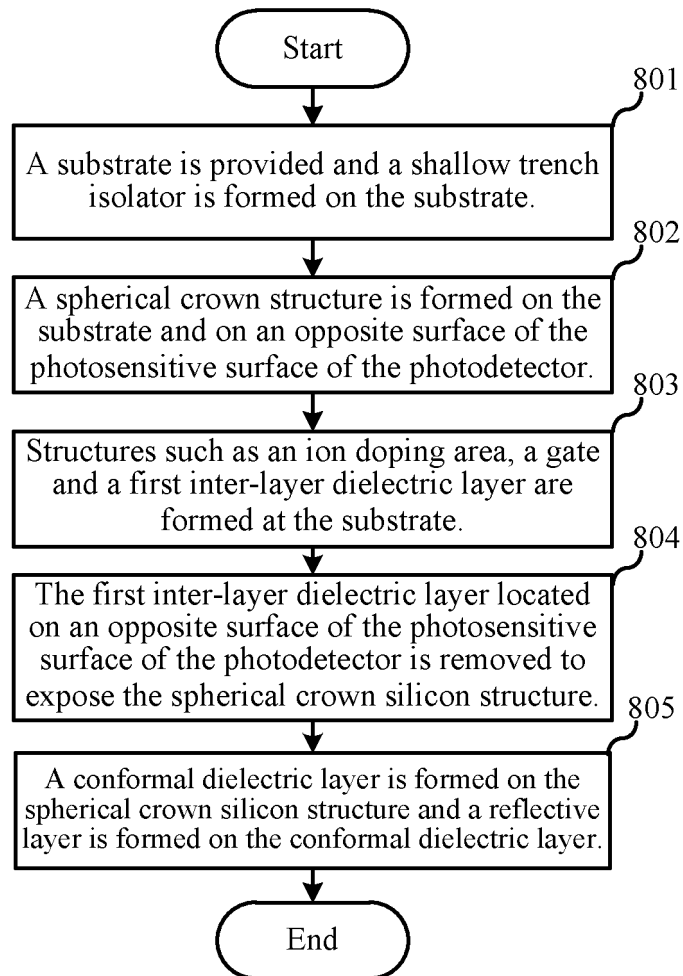 Start
801
A substrate is provided and a shallow trench
isolator is formed on the substrate.
802
A spherical crown structure is formed on the
substrate and on an opposite surface of the
photosensitive surface of the photodetector.
803
Structures such as an ion doping area, a gate
and a first inter-layer dielectric layer are
formed at the substrate.
804
The first inter-layer dielectric layer located
on an opposite surface of the photosensitive
surface of the photodetector is removed to
expose the spherical crown silicon structure.
805
A conformal dielectric layer is formed on the
spherical crown silicon structure and a reflective
layer is formed on the conformal dielectric layer.
End